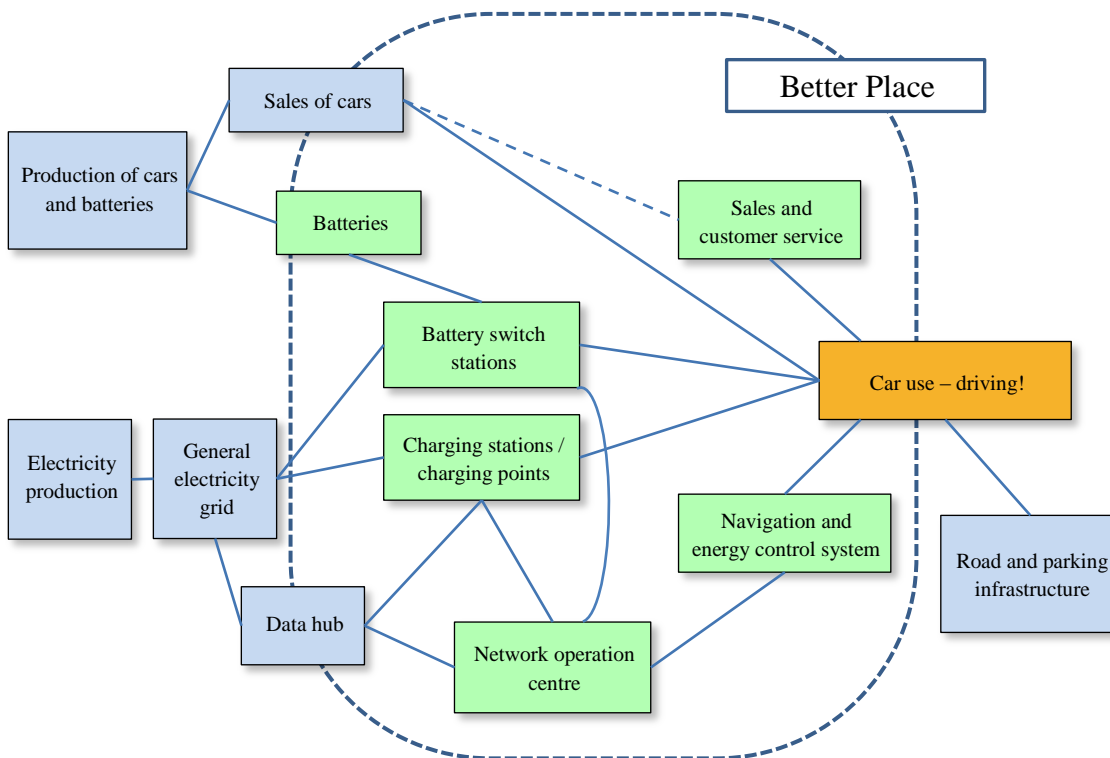 Better Place
Sales of cars
Production of cars
and batteries
Batteries
Sales and
customer service
Battery switch
stations
Car use – driving!
Charging stations /
charging points
Electricity
production
General
electricity
grid
Navigation and
energy control system
Road and parking
infrastructure
Data hub
Network operation
centre